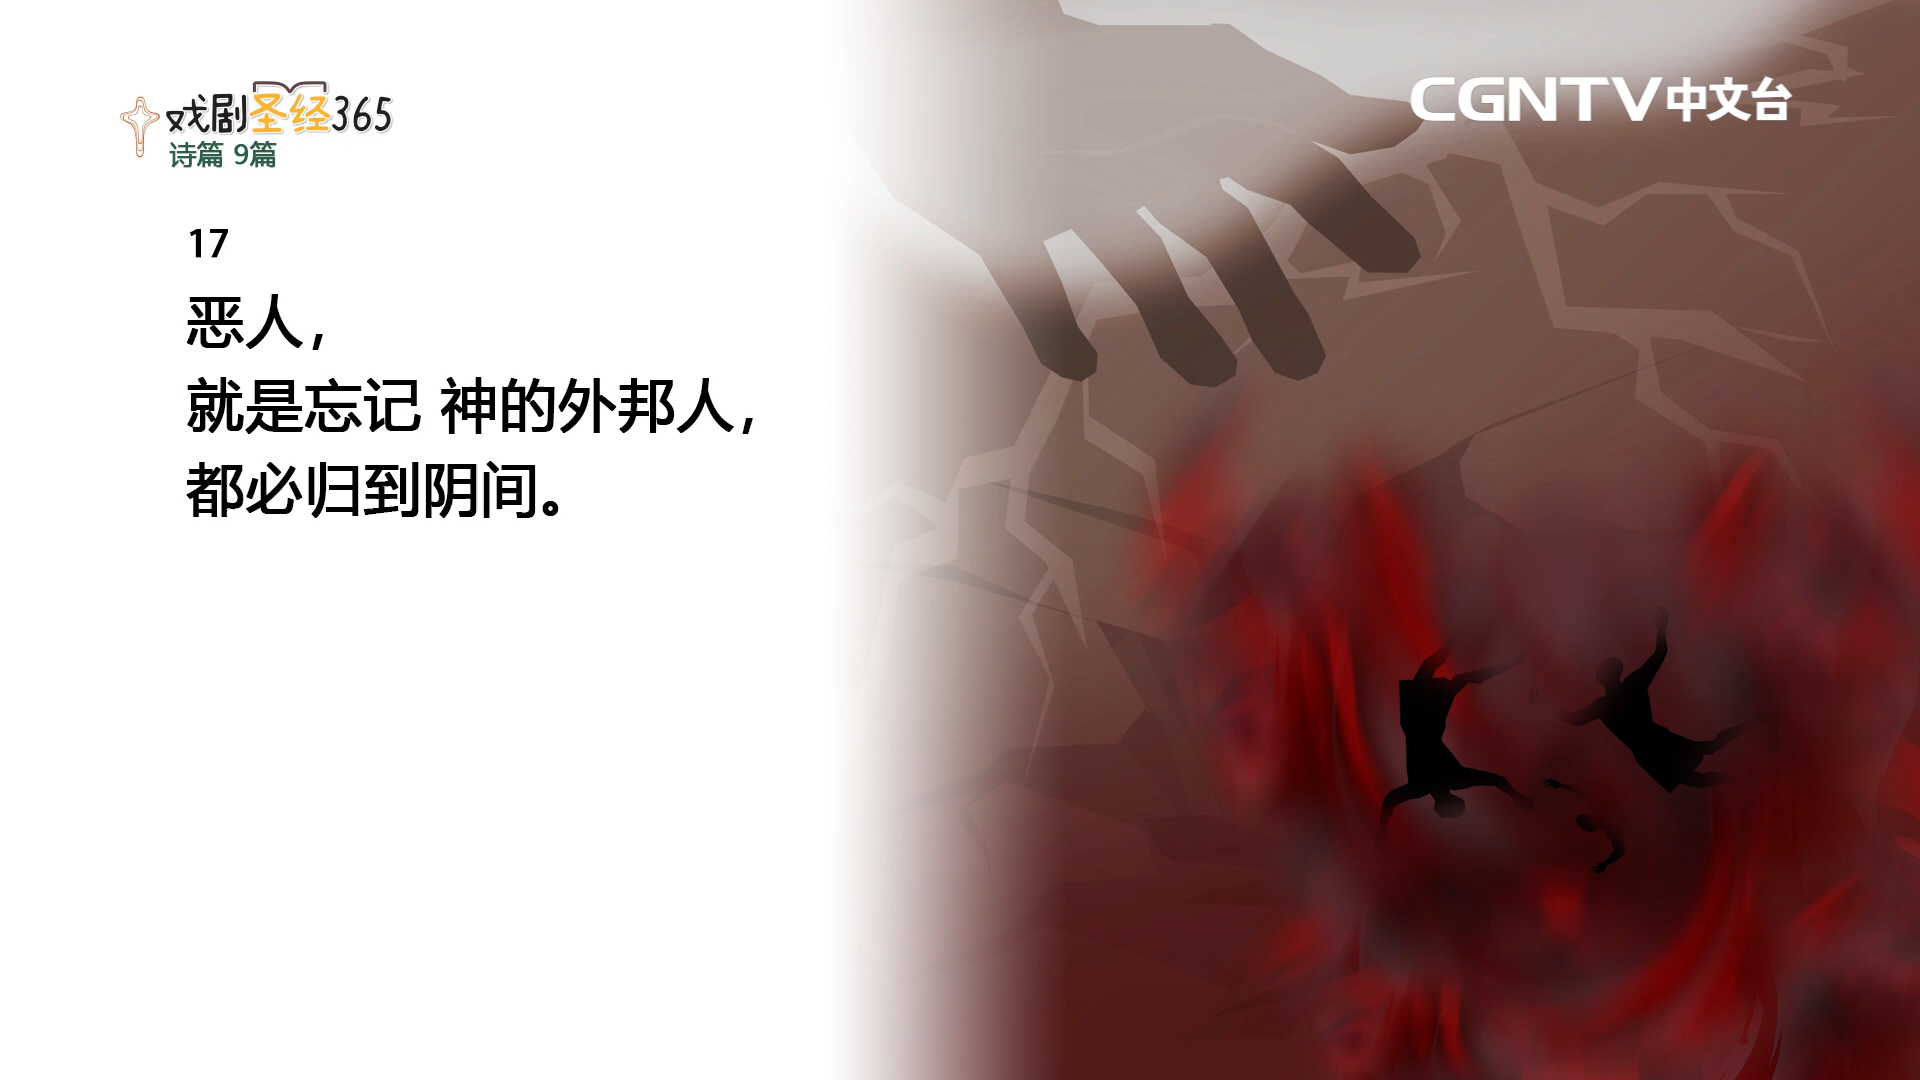 戏剧圣经365
诗篇 9篇
CGNTV中文台
17
恶人，
就是忘记 神的外邦人，
都必归到阴间。